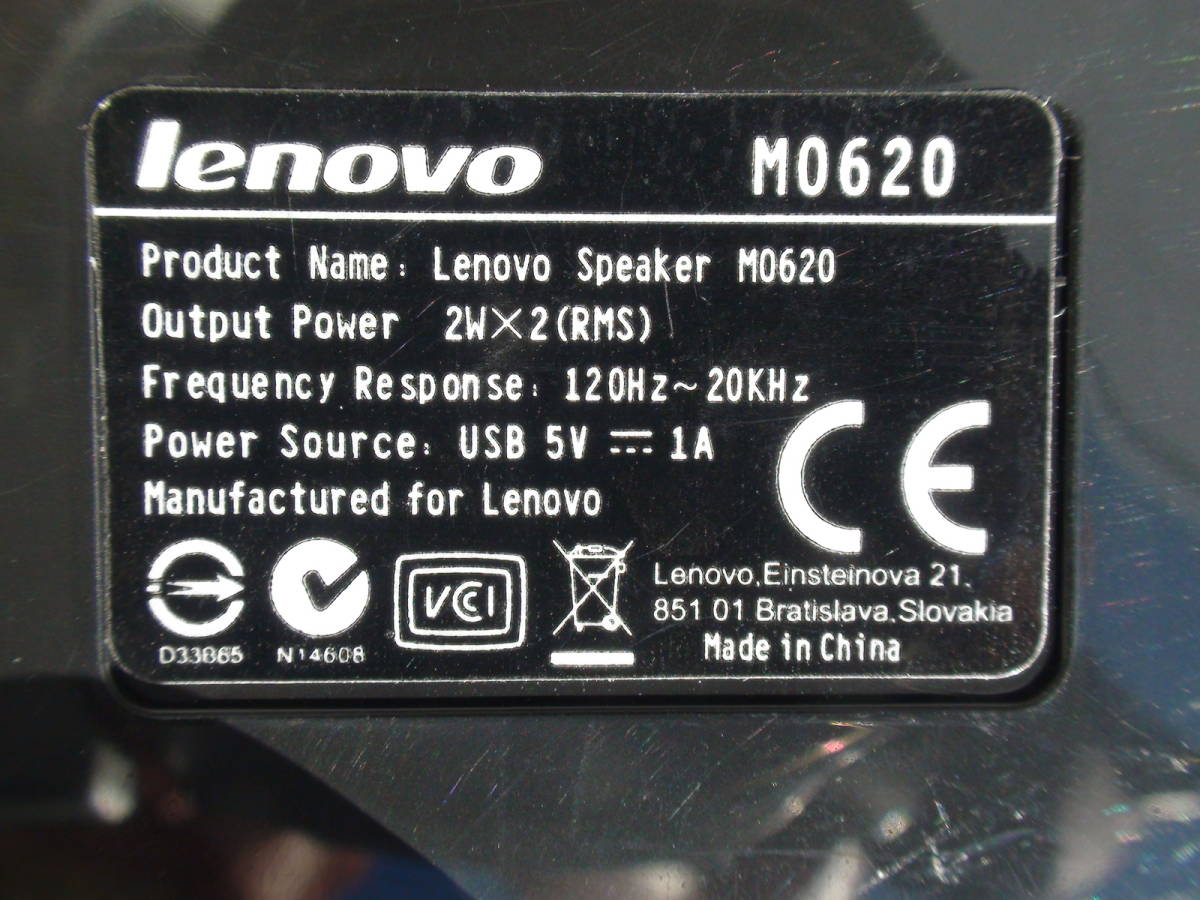 lenovo M0620
Product Name: Lenovo Speaker M0620
Output Power 2W×2(RMS)
Frequency Response: 120Hz~20KHz
Power Source: USB 5V ⎓ 1A
Manufactured for Lenovo
CE
VCCI
D33865 N14608
Lenovo,Einsteinova 21,
851 01 Bratislava.Slovakia
Made in China